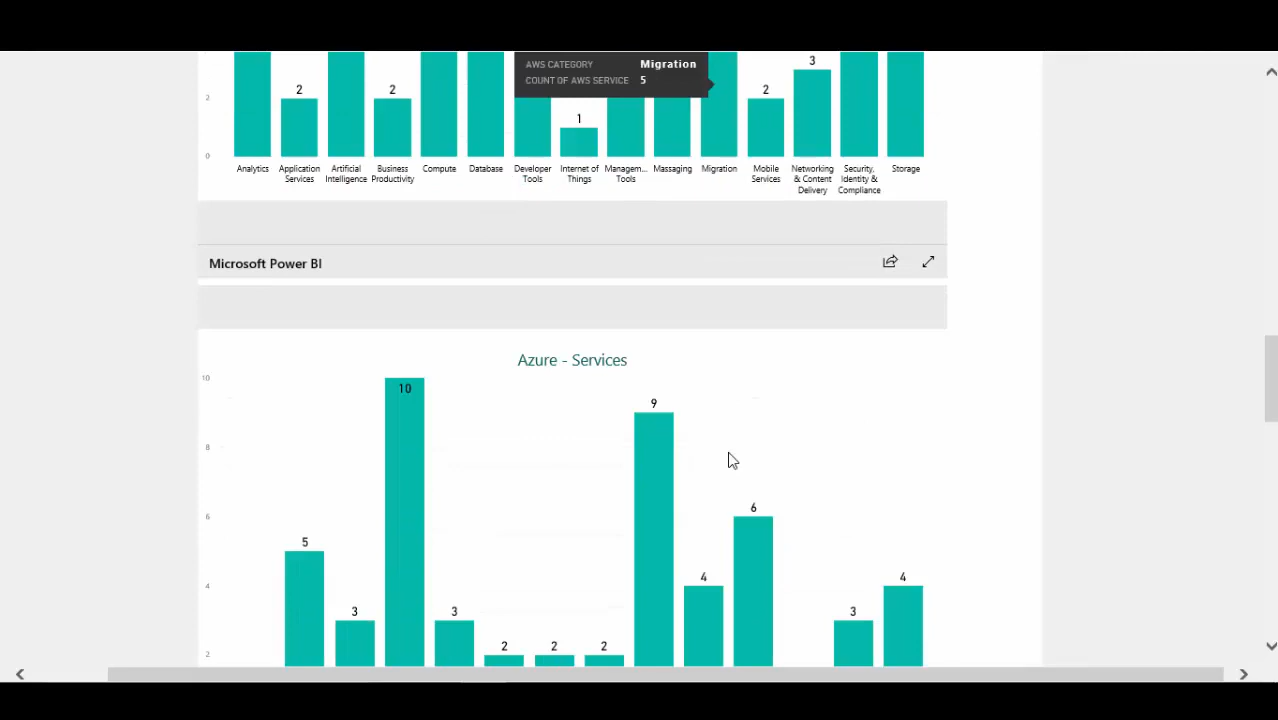 AWS CATEGORY Migration
COUNT OF AWS SERVICE 5
3
2 2 2
1
2
0
Analytics Application Services Artificial Intelligence Business Productivity Compute Database Developer Tools Internet of Things Managem... Tools Massaging Migration Mobile Services Networking & Content Delivery Security, Identity & Compliance Storage
Microsoft Power BI
Azure - Services
10
10
9
8
6
6
5
4
4 4
3 3 3
2 2 2
2